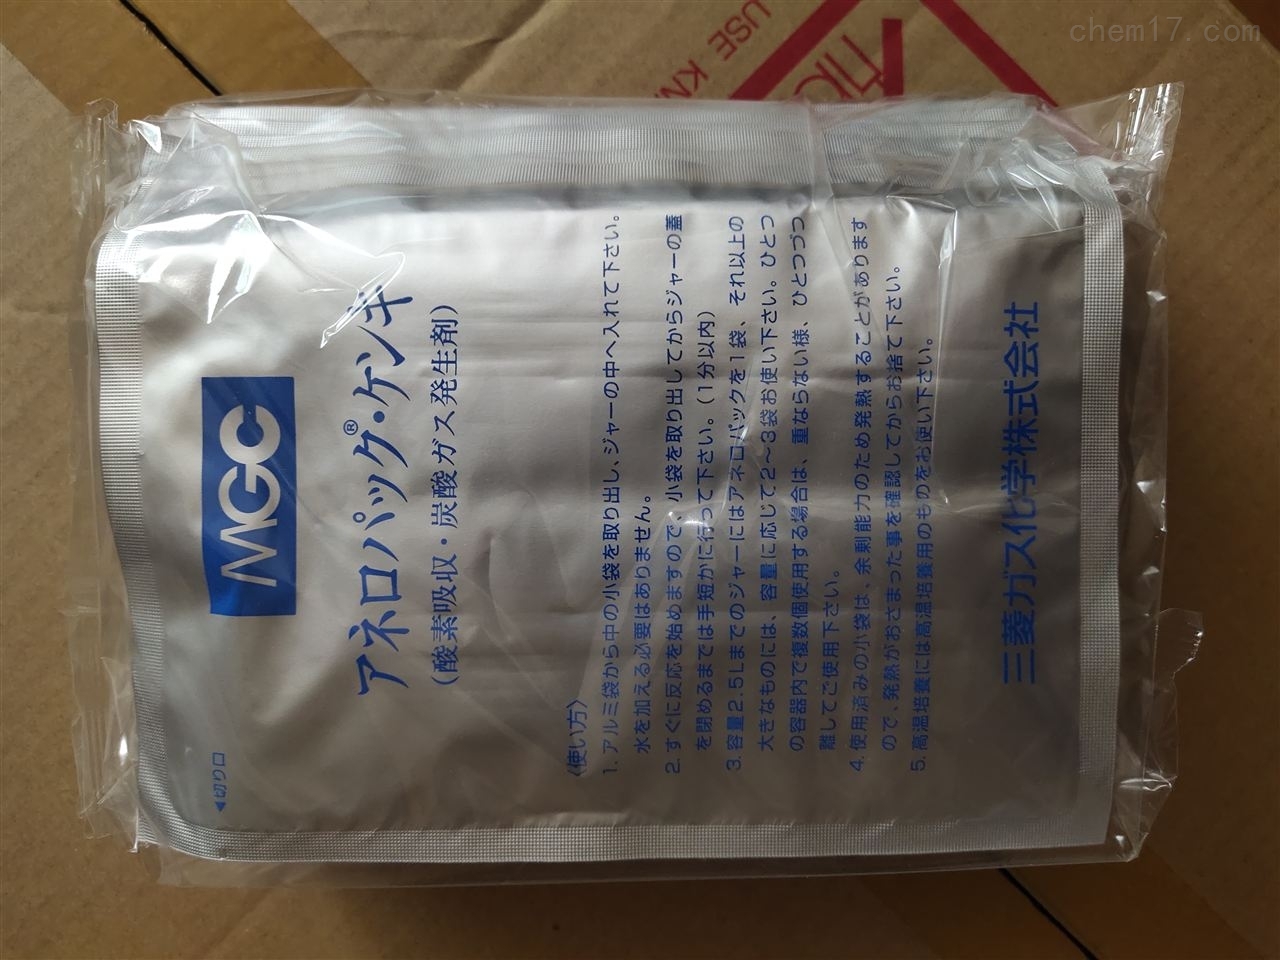 chem17.com
USE KN
◀切り口
MGC
アネロパック®・ケンキ
(酸素吸収・炭酸ガス発生剤)
〈使い方〉
1. アルミ袋から中の小袋を取り出し、ジャーの中へ入れて下さい。
水を加える必要はありません。
2. すぐに反応を始めますので、小袋を取り出してからジャーの蓋
を閉めるまでは手短かに行って下さい。(1分以内)
3. 容量2.5Lまでのジャーにはアネロパックを1袋、それ以上の
大きなものには、容量に応じて2〜3袋お使い下さい。ひとつ
の容器内で複数個使用する場合は、重ならない様、ひとつづつ
離してご使用下さい。
4. 使用済みの小袋は、余剰能力のため発熱することがあります
ので、発熱がおさまった事を確認してからお捨て下さい。
5. 高温培養には高温培養用のものをお使い下さい。
三菱ガス化学株式会社